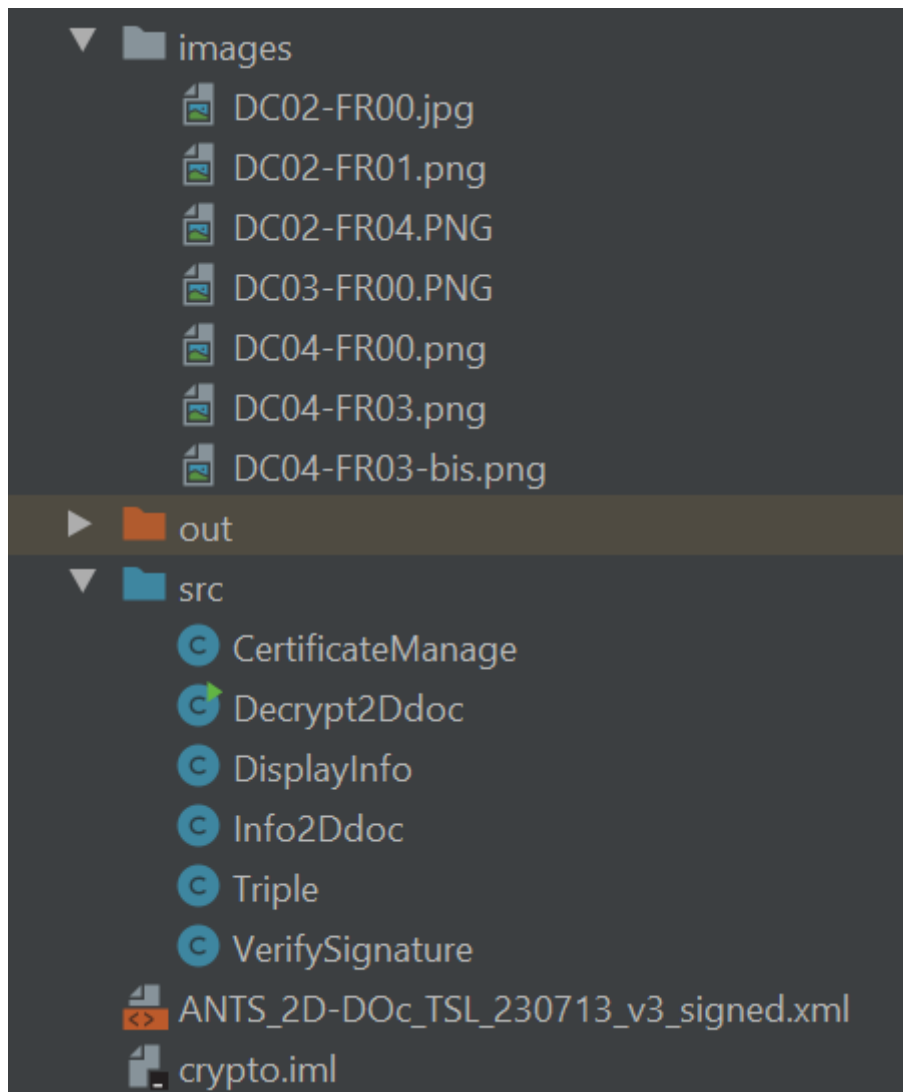 images
DC02-FR00.jpg
DC02-FR01.png
DC02-FR04.PNG
DC03-FR00.PNG
DC04-FR00.png
DC04-FR03.png
DC04-FR03-bis.png
out
src
C CertificateManage
C Decrypt2Ddoc
C DisplayInfo
C Info2Ddoc
C Triple
C VerifySignature
<> ANTS_2D-DOc_TSL_230713_v3_signed.xml
crypto.iml